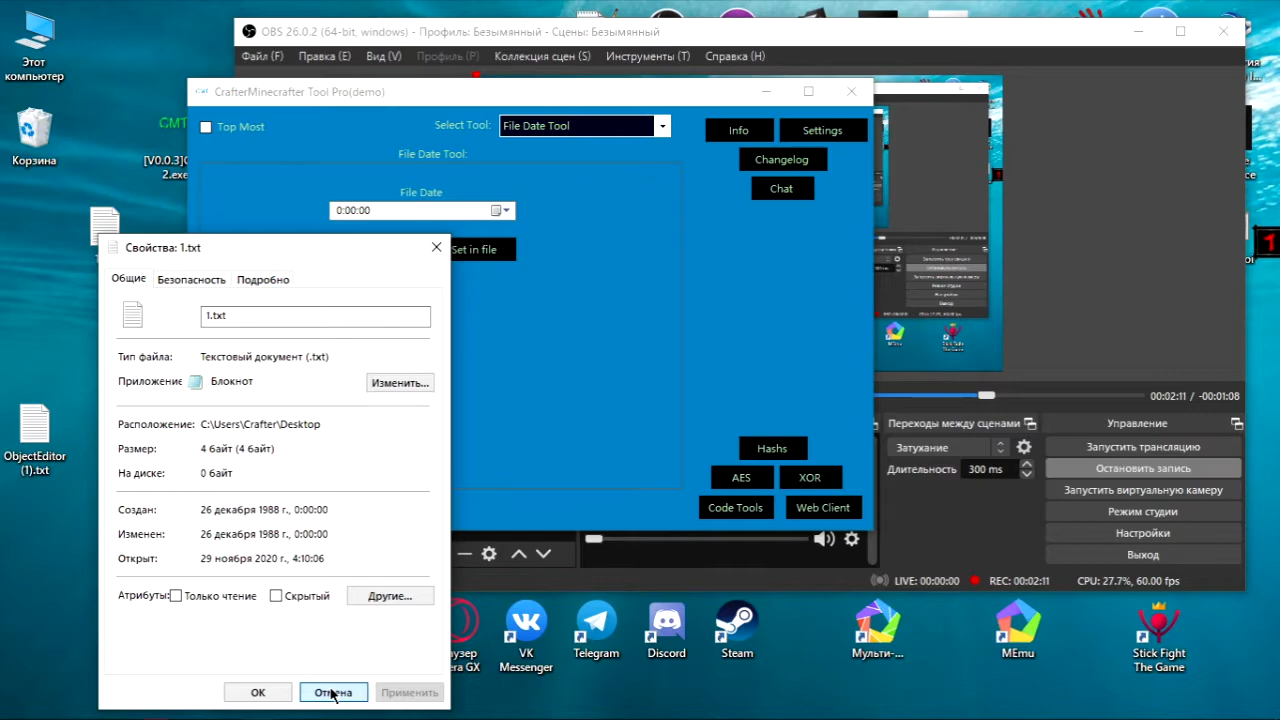 Этот
компьютер
Корзина
GMT
[V0.0.3]
2.exe
ObjectEditor
(1).txt
OBS 26.0.2 (64-bit, windows) - Профиль: Безымянный - Сцены: Безымянный
Файл (F) Правка (E) Вид (V) Профиль (P) Коллекция сцен (S) Инструменты (T) Справка (H)
CrafterMinecrafter Tool Pro(demo)
Top Most
Select Tool: File Date Tool
Info Settings
Changelog
Chat
File Date Tool:
File Date
0:00:00
Set in file
Hashs
AES XOR
Code Tools Web Client
Свойства: 1.txt
Общие Безопасность Подробно
1.txt
Тип файла: Текстовый документ (.txt)
Приложение Блокнот Изменить...
Расположение: C:\Users\Crafter\Desktop
Размер: 4 байт (4 байт)
На диске: 0 байт
Создан: 26 декабря 1988 г., 0:00:00
Изменен: 26 декабря 1988 г., 0:00:00
Открыт: 29 ноября 2020 г., 4:10:06
Атрибуты: Только чтение Скрытый Другие...
OK Отмена Применить
00:02:11 / -00:01:08
Переходы между сценами
Затухание
Длительность 300 ms
Управление
Запустить трансляцию
Остановить запись
Запустить виртуальную камеру
Режим студии
Настройки
Выход
LIVE: 00:00:00 REC: 00:02:11 CPU: 27.7%, 60.00 fps
VK
Messenger
Telegram
Discord
Steam
Мульти-...
MEmu
Stick Fight
The Game